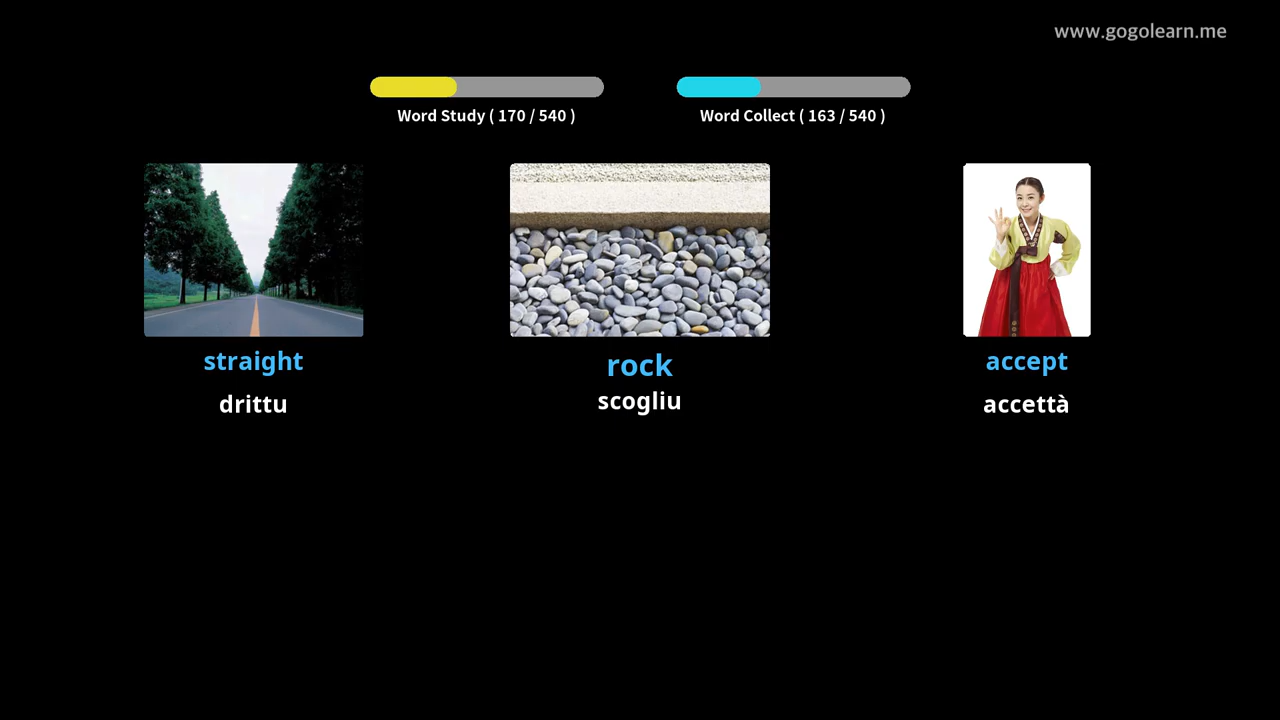 www.gogolearn.me
Word Study ( 170 / 540 )
Word Collect ( 163 / 540 )
straight
drittu
rock
scogliu
accept
accettà